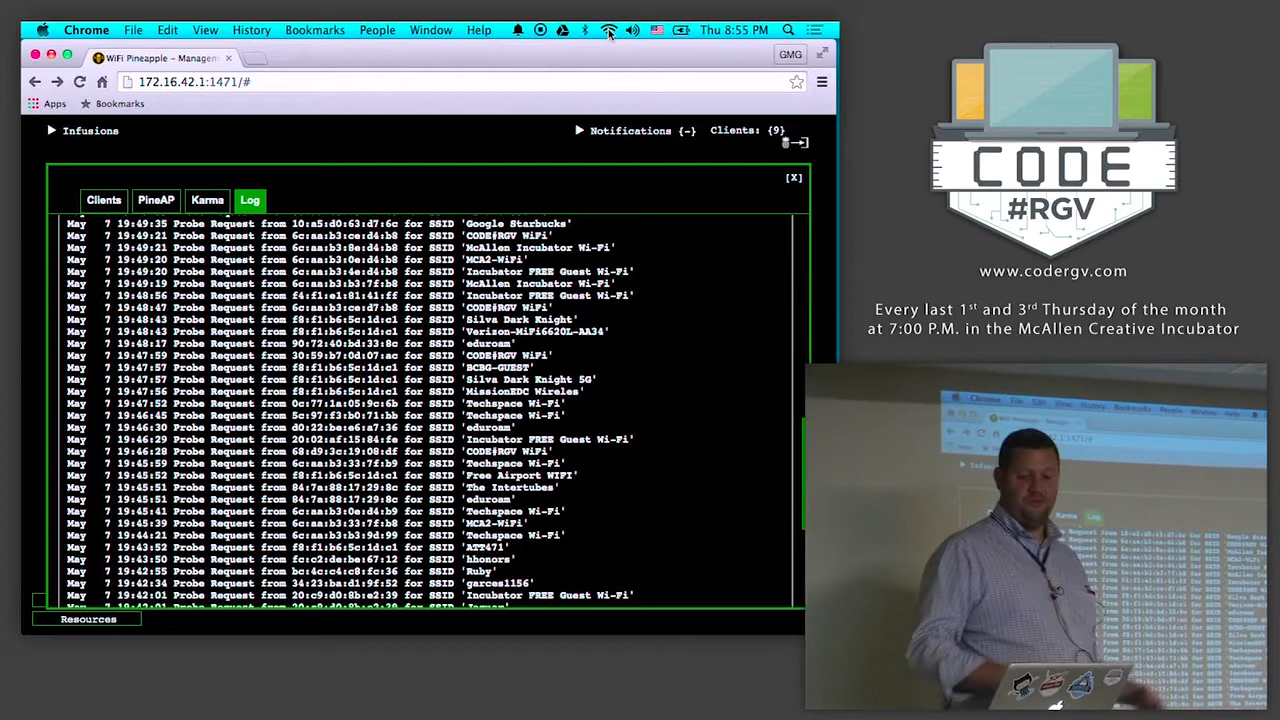 Chrome File Edit View History Bookmarks People Window Help Thu 8:55 PM
WiFi Pineapple - Managem
GMG
172.16.42.1:1471/#
Apps Bookmarks
Infusions
Notifications {-} Clients: {9}
[X]
Clients PineAP Karma Log
May 7 19:49:35 Probe Request from 10:a5:d0:63:d7:6c for SSID 'Google Starbucks'
May 7 19:49:21 Probe Request from 6c:aa:b3:ce:d4:b8 for SSID 'CODE#RGV WiFi'
May 7 19:49:21 Probe Request from 6c:aa:b3:0e:d4:b8 for SSID 'McAllen Incubator Wi-Fi'
May 7 19:49:20 Probe Request from 6c:aa:b3:8e:d4:b8 for SSID 'MCA2-WiFi'
May 7 19:49:20 Probe Request from 6c:aa:b3:0e:d4:b8 for SSID 'Incubator FREE Guest Wi-Fi'
May 7 19:49:19 Probe Request from 6c:aa:b3:b3:f7:b8 for SSID 'McAllen Incubator Wi-Fi'
May 7 19:48:56 Probe Request from f4:f1:e1:81:41:ff for SSID 'Incubator FREE Guest Wi-Fi'
May 7 19:48:50 Probe Request from 6c:aa:b3:ce:d7:b8 for SSID 'CODE#RGV WiFi'
May 7 19:48:43 Probe Request from f8:f1:b6:5c:1d:c1 for SSID 'Silva Dark Knight'
May 7 19:48:43 Probe Request from f8:f1:b6:5c:1d:c1 for SSID 'Verizon-MiFi6620L-AA34'
May 7 19:48:17 Probe Request from 90:72:40:bd:33:8c for SSID 'eduroam'
May 7 19:47:59 Probe Request from 30:59:b7:0d:07:ac for SSID 'CODE#RGV WiFi'
May 7 19:47:57 Probe Request from f8:f1:b6:5c:1d:c1 for SSID 'BCBG-GUEST'
May 7 19:47:57 Probe Request from f8:f1:b6:5c:1d:c1 for SSID 'Silva Dark Knight 5G'
May 7 19:47:56 Probe Request from f8:f1:b6:5c:1d:c1 for SSID 'MissionEDC Wireles'
May 7 19:47:52 Probe Request from 0c:77:1a:05:9c:6b for SSID 'Techspace Wi-Fi'
May 7 19:46:45 Probe Request from 5c:97:f3:b0:71:bb for SSID 'Techspace Wi-Fi'
May 7 19:46:30 Probe Request from d0:22:be:e6:a7:36 for SSID 'eduroam'
May 7 19:46:29 Probe Request from 20:02:af:15:84:fe for SSID 'Incubator FREE Guest Wi-Fi'
May 7 19:46:28 Probe Request from 68:d9:3c:19:08:df for SSID 'CODE#RGV WiFi'
May 7 19:45:59 Probe Request from 6c:aa:b3:33:7f:b9 for SSID 'Techspace Wi-Fi'
May 7 19:45:52 Probe Request from f8:f1:b6:5c:1d:c1 for SSID 'Free Airport WIFI'
May 7 19:45:51 Probe Request from 84:7a:88:17:29:8c for SSID 'The Intertubes'
May 7 19:45:51 Probe Request from 84:7a:88:17:29:8c for SSID 'eduroam'
May 7 19:45:41 Probe Request from 6c:aa:b3:0e:d4:b9 for SSID 'Techspace Wi-Fi'
May 7 19:45:39 Probe Request from 6c:aa:b3:33:7f:b8 for SSID 'MCA2-WiFi'
May 7 19:44:21 Probe Request from 6c:aa:b3:3:9d:99 for SSID 'Techspace Wi-Fi'
May 7 19:43:52 Probe Request from f8:f1:b6:5c:1d:c1 for SSID 'ATT471'
May 7 19:43:50 Probe Request from fc:c2:de:be:67:12 for SSID 'hhonors'
May 7 19:42:55 Probe Request from bc:4c:c4:d8:fc:36 for SSID 'Ruby'
May 7 19:42:34 Probe Request from 34:23:ba:d1:9f:52 for SSID 'garces1156'
May 7 19:42:01 Probe Request from 20:c9:d0:8b:e2:39 for SSID 'Incubator FREE Guest Wi-Fi'
Resources
CODE
#RGV
www.codergv.com
Every last 1st and 3rd Thursday of the month
at 7:00 P.M. in the McAllen Creative Incubator